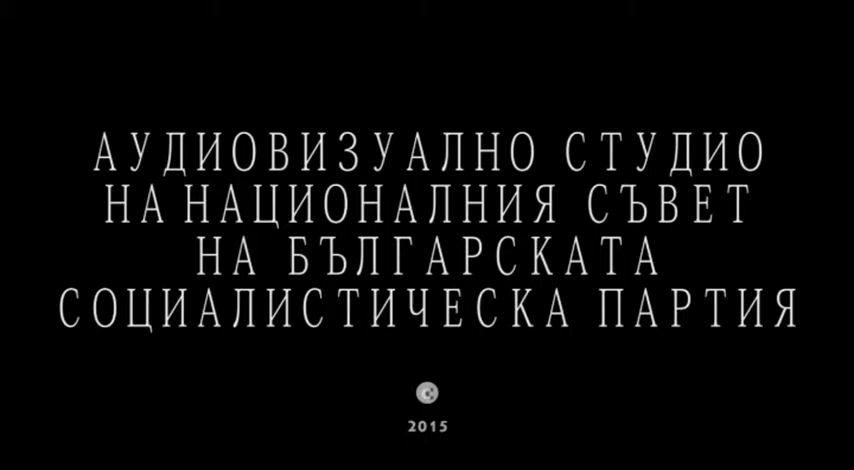 АУДИОВИЗУАЛНО СТУДИО
НА НАЦИОНАЛНИЯ СЪВЕТ
НА БЪЛГАРСКАТА
СОЦИАЛИСТИЧЕСКА ПАРТИЯ
2015